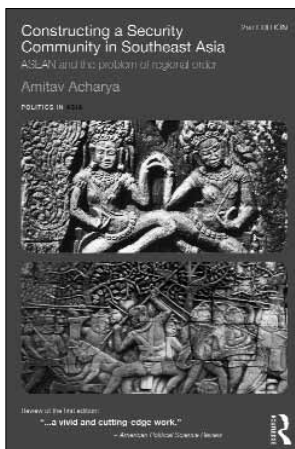 Constructing a Security
2nd EDITION
Community in Southeast Asia
ASEAN and the problem of regional order
Amitav Acharya
POLITICS IN ASIA
Review of the first edition:
"...a vivid and cutting-edge work."
– American Political Science Review
ROUTLEDGE